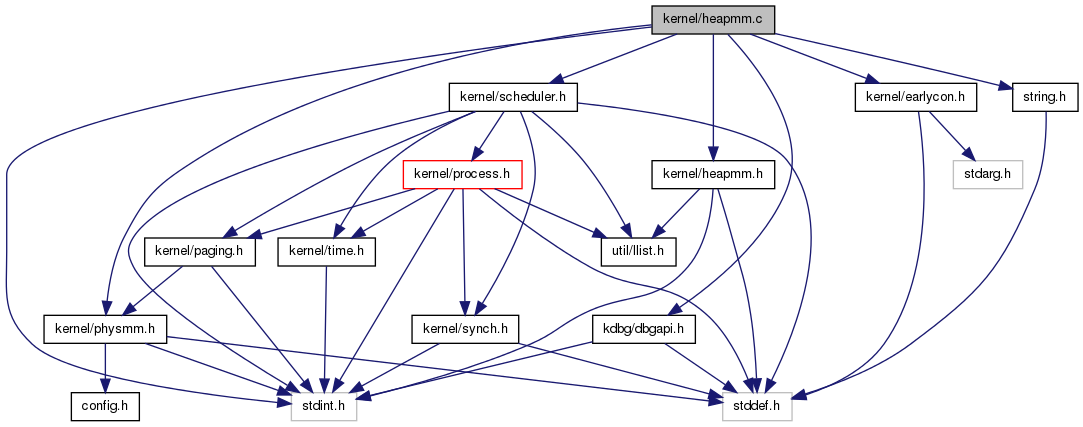 kernel/heapmm.c
kernel/scheduler.h
kernel/earlycon.h
string.h
kernel/process.h
kernel/heapmm.h
stdarg.h
kernel/paging.h
kernel/time.h
util/llist.h
kernel/physmm.h
kernel/synch.h
kdbg/dbgapi.h
config.h
stdint.h
stddef.h